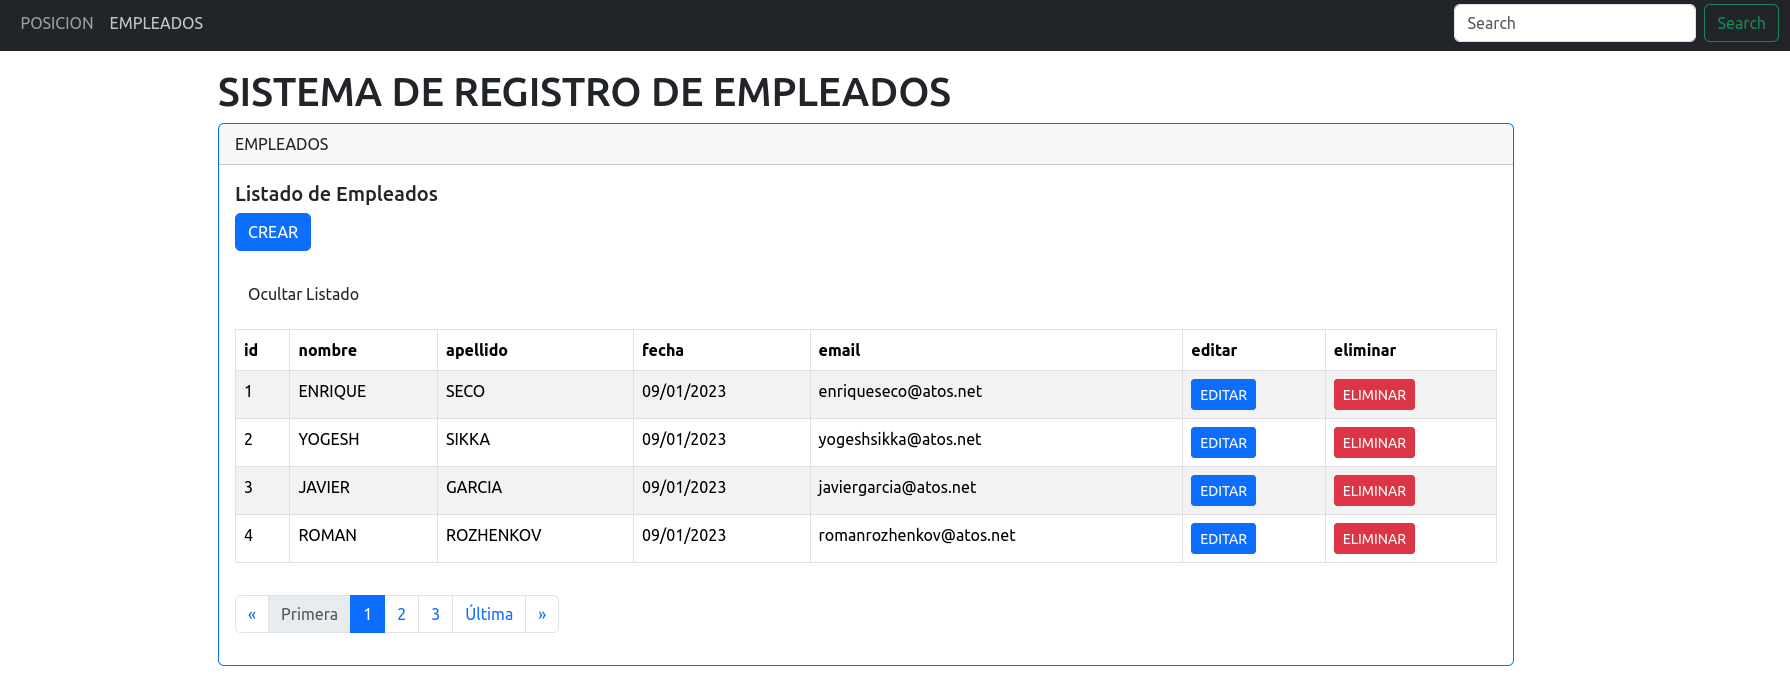 POSICION EMPLEADOS Search Search
SISTEMA DE REGISTRO DE EMPLEADOS
EMPLEADOS
Listado de Empleados
CREAR
Ocultar Listado
id nombre apellido fecha email editar eliminar
1 ENRIQUE SECO 09/01/2023 enriqueseco@atos.net EDITAR ELIMINAR
2 YOGESH SIKKA 09/01/2023 yogeshsikka@atos.net EDITAR ELIMINAR
3 JAVIER GARCIA 09/01/2023 javiergarcia@atos.net EDITAR ELIMINAR
4 ROMAN ROZHENKOV 09/01/2023 romanrozhenkov@atos.net EDITAR ELIMINAR
« Primera 1 2 3 Última »